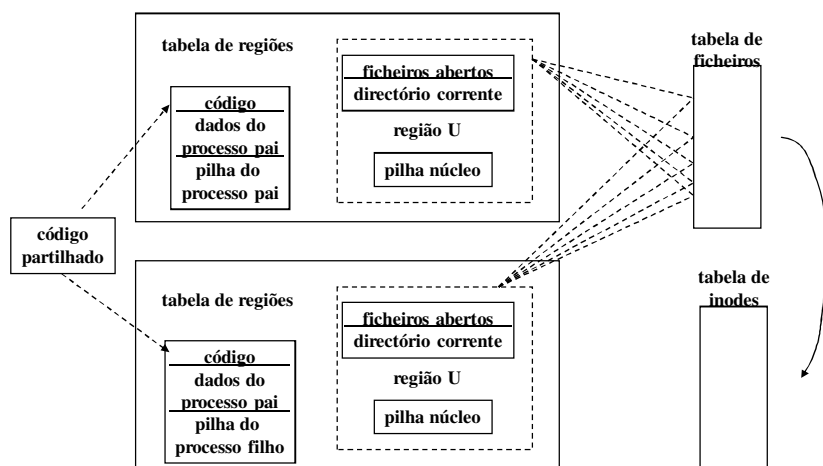 tabela de regiões
ficheiros abertos
directório corrente
região U
pilha núcleo
código
dados do
processo pai
pilha do
processo pai
tabela de
ficheiros
código
partilhado
tabela de regiões
ficheiros abertos
directório corrente
região U
pilha núcleo
código
dados do
processo pai
pilha do
processo filho
tabela de
inodes